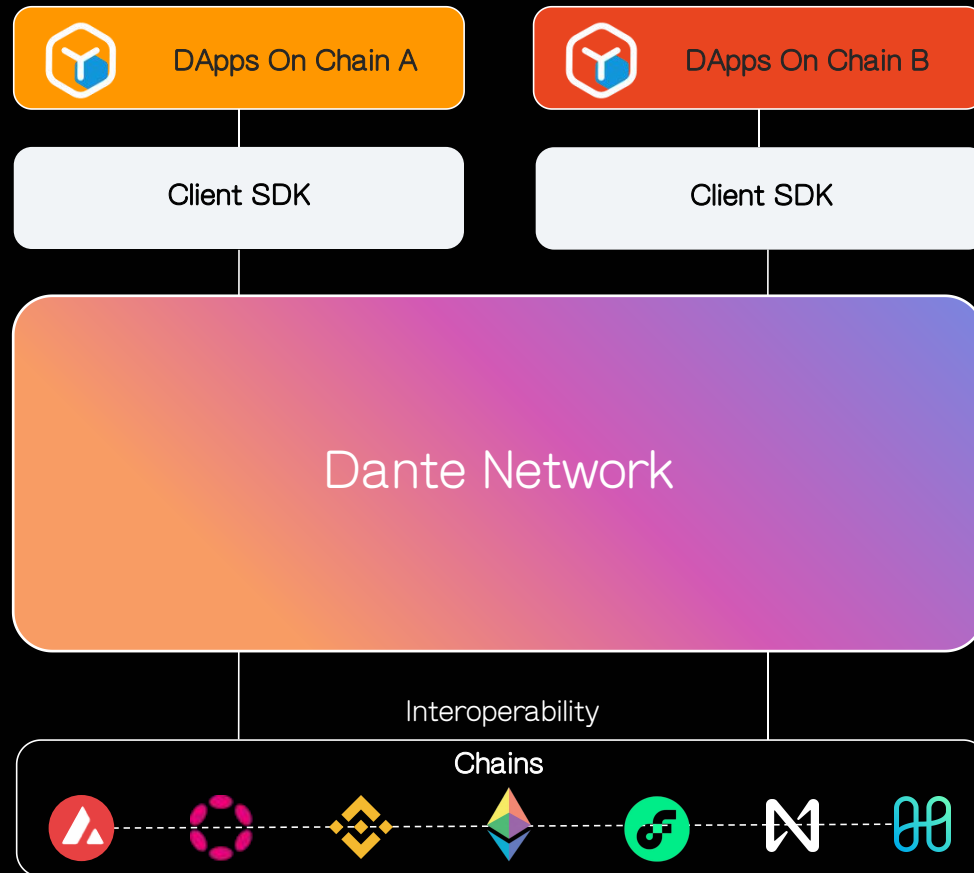 DApps On Chain A
DApps On Chain B
Client SDK
Client SDK
Dante Network
Interoperability
Chains